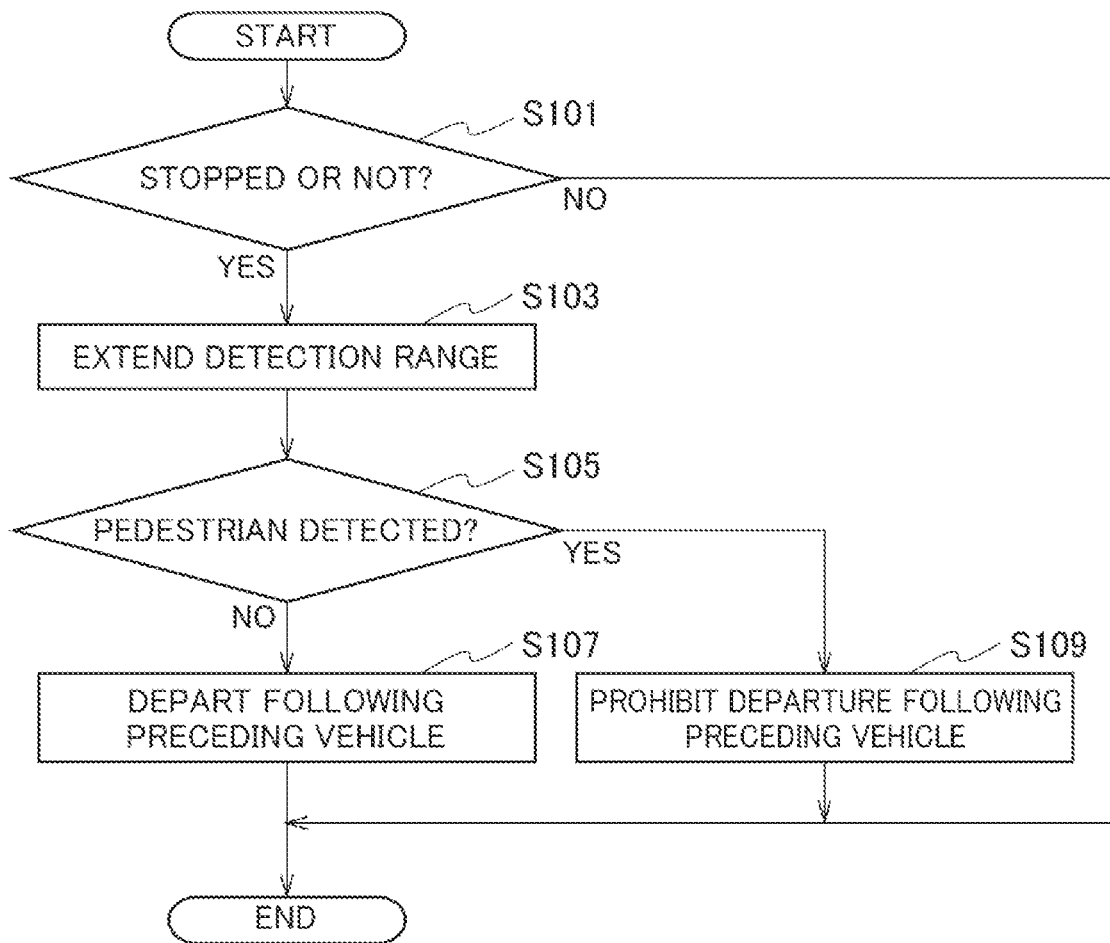 START
S101
STOPPED OR NOT?
NO
YES
S103
EXTEND DETECTION RANGE
S105
PEDESTRIAN DETECTED?
YES
NO
S107
DEPART FOLLOWING
PRECEDING VEHICLE
S109
PROHIBIT DEPARTURE FOLLOWING
PRECEDING VEHICLE
END